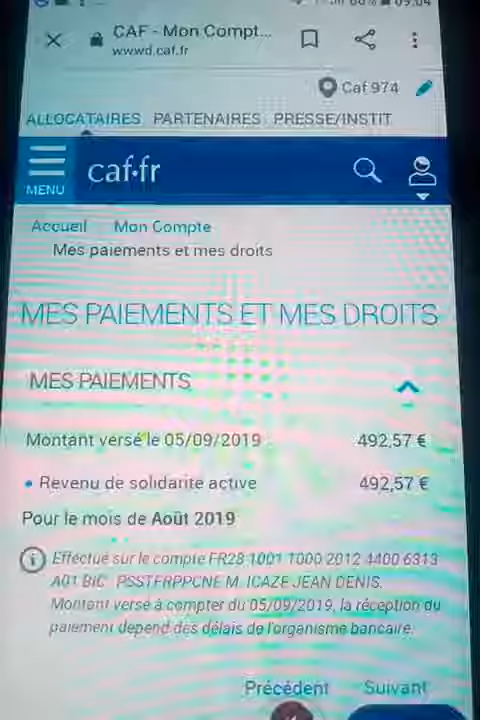 09:04
CAF - Mon Compt...
wwwd.caf.fr
Caf 974
ALLOCATAIRES PARTENAIRES PRESSE/INSTIT
MENU
caf.fr
Accueil Mon Compte
Mes paiements et mes droits
MES PAIEMENTS ET MES DROITS
MES PAIEMENTS
Montant versé le 05/09/2019 492,57 €
• Revenu de solidarité active 492,57 €
Pour le mois de Août 2019
Effectué sur le compte FR28 1001 1000 2012 4400 6313
A01 BIC : PSSTFRPPCNE M. ICAZE JEAN DENIS.
Montant versé à compter du 05/09/2019, la réception du
paiement dépend des délais de l'organisme bancaire.
Précédent Suivant